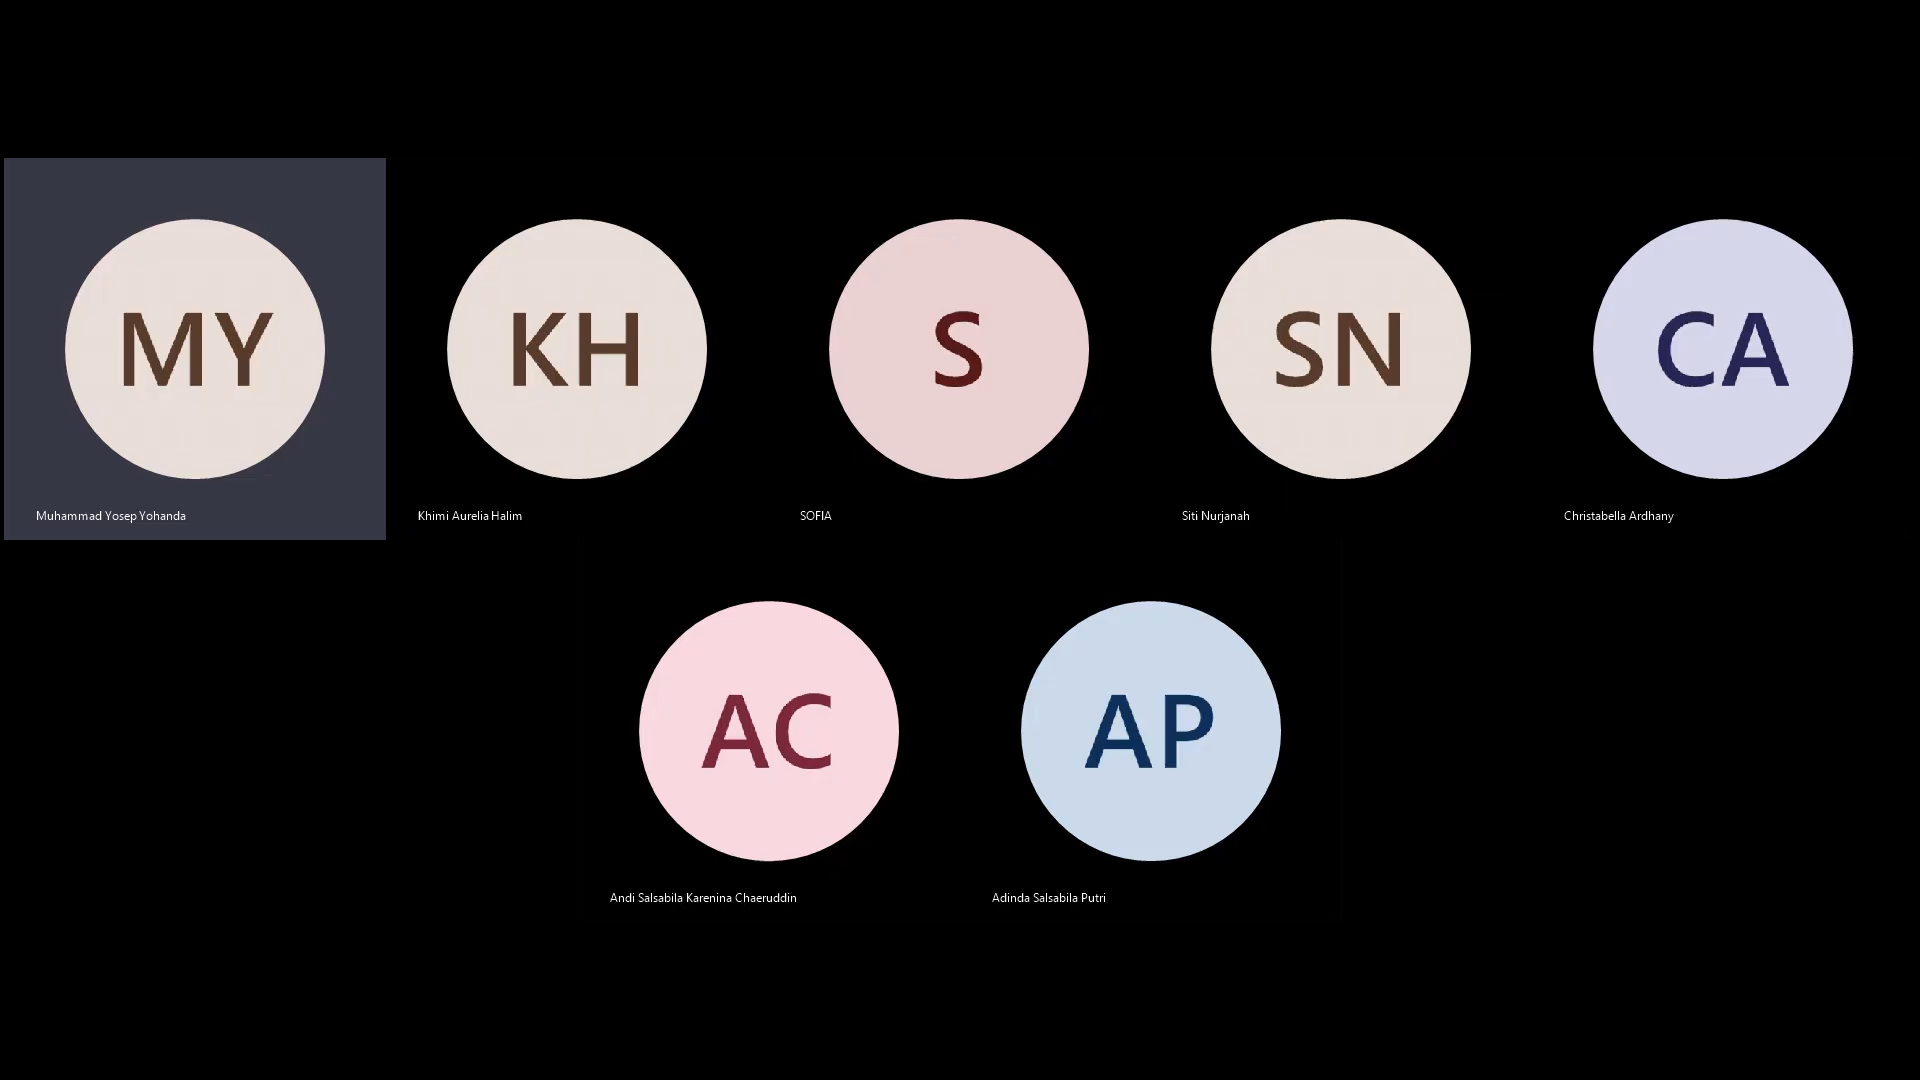 MY
KH
S
SN
CA
Muhammad Yosep Yohanda
Khimi Aurelia Halim
SOFIA
Siti Nurjanah
Christabella Ardhany
AC
AP
Andi Salsabila Karenina Chaeruddin
Adinda Salsabila Putri